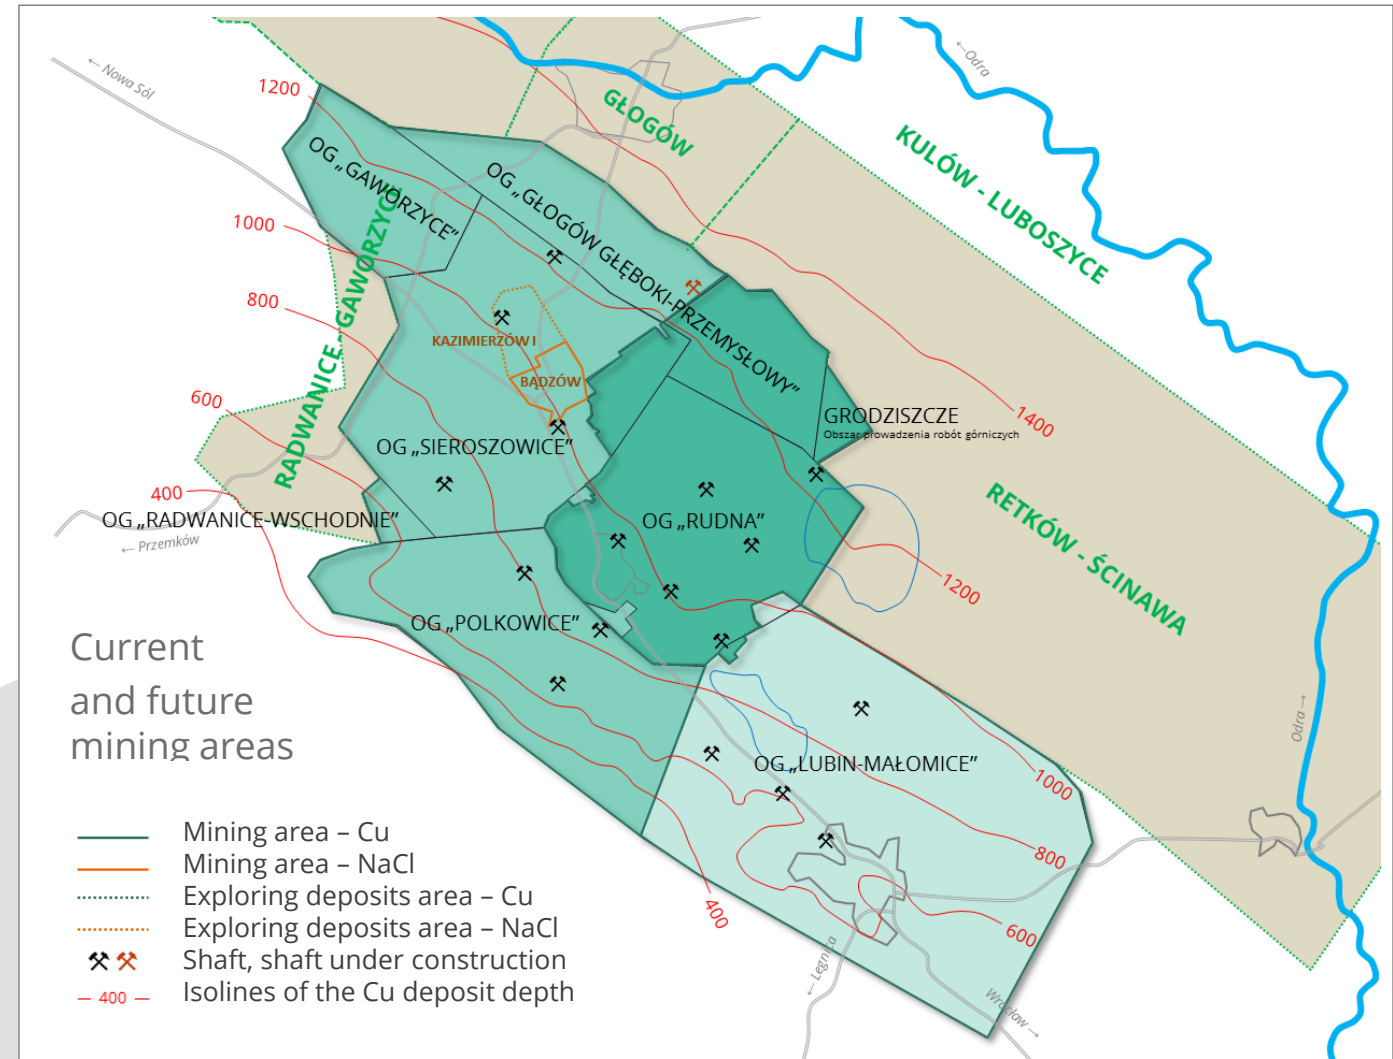 ← Nowa Sól
←Odra
1200
GŁOGÓW
KULÓW - LUBOSZYCE
OG „GAWORZYCE”
OG „GŁOGÓW GŁĘBOKI-PRZEMYSŁOWY”
1000
RADWANICE - GAWORZYCE
800
KAZIMIERZÓW I
BĄDZÓW
600
GRODZISZCZE
Obszar prowadzenia robót górniczych
1400
OG „SIEROSZOWICE”
400
OG „RADWANICE-WSCHODNIE”
← Przemków
OG „RUDNA”
RETKÓW - ŚCINAWA
1200
OG „POLKOWICE”
Current
and future
mining areas
Odra →
OG „LUBIN-MAŁOMICE”
1000
800
400
600
← Legnica
Wrocław →
Mining area – Cu
Mining area – NaCl
Exploring deposits area – Cu
Exploring deposits area – NaCl
Shaft, shaft under construction
— 400 — Isolines of the Cu deposit depth